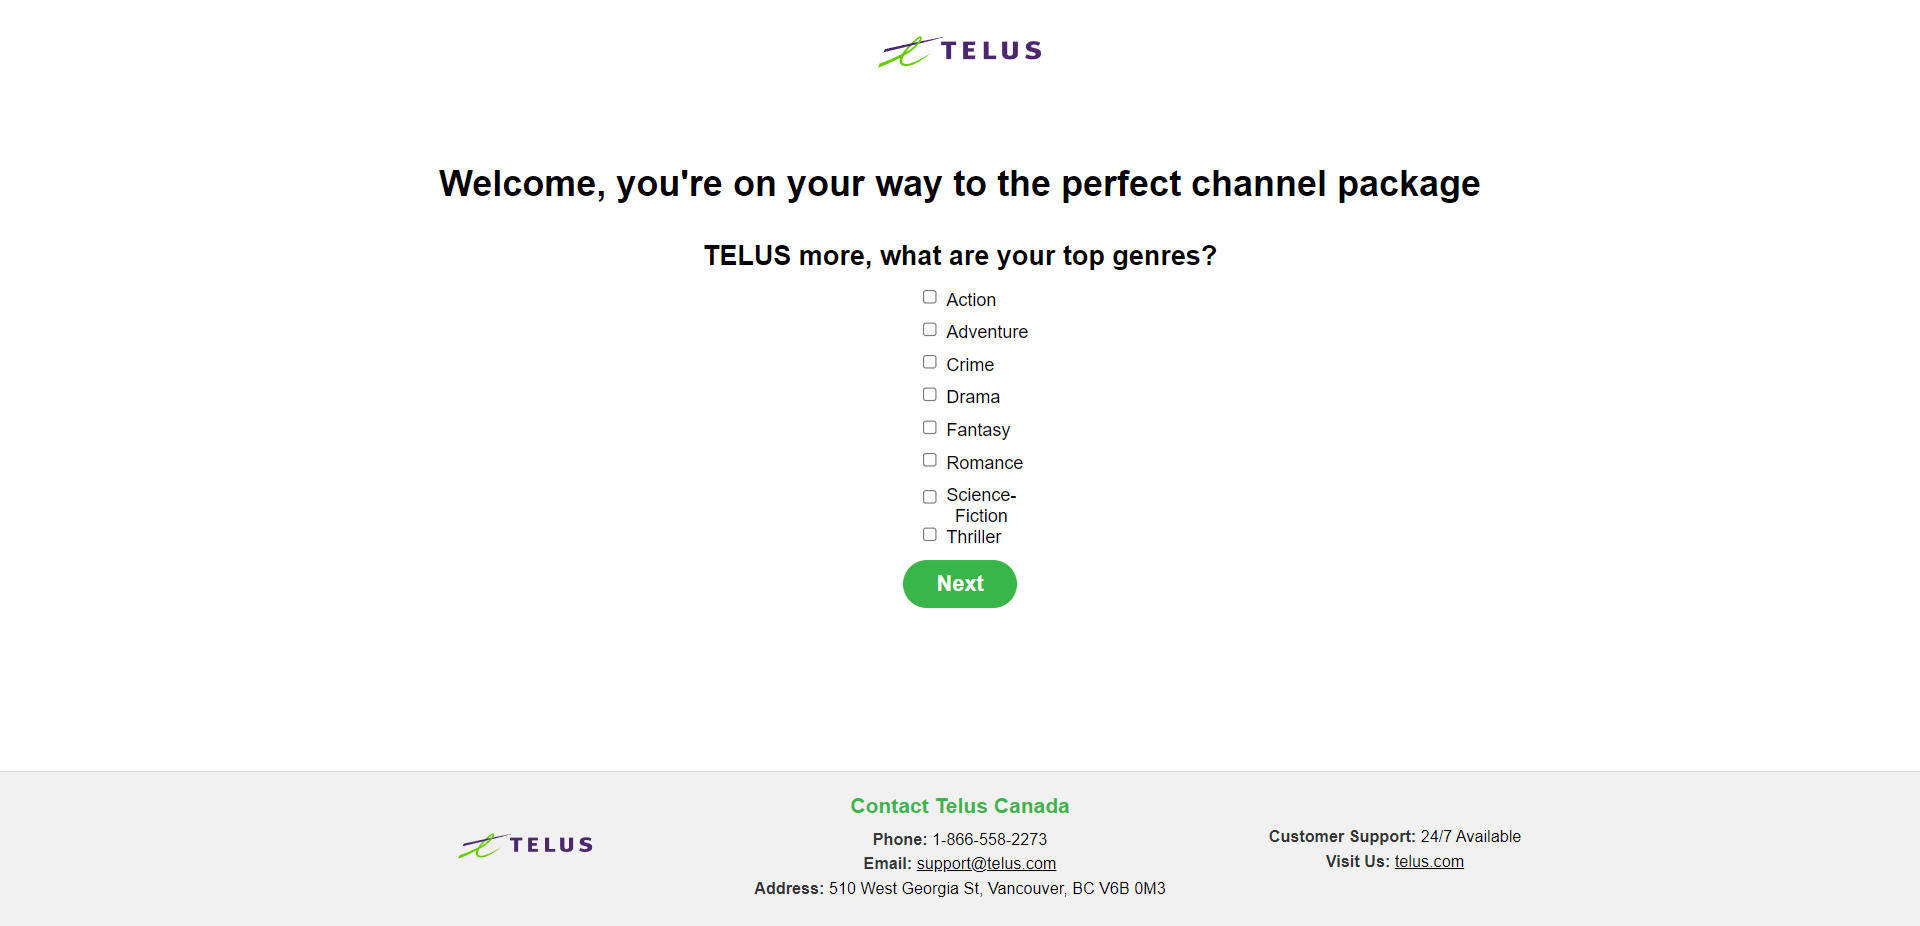 TELUS
Welcome, you're on your way to the perfect channel package
TELUS more, what are your top genres?
Action
Adventure
Crime
Drama
Fantasy
Romance
Science-
Fiction
Thriller
Next
TELUS
Contact Telus Canada
Phone: 1-866-558-2273
Email: support@telus.com
Address: 510 West Georgia St, Vancouver, BC V6B 0M3
Customer Support: 24/7 Available
Visit Us: telus.com